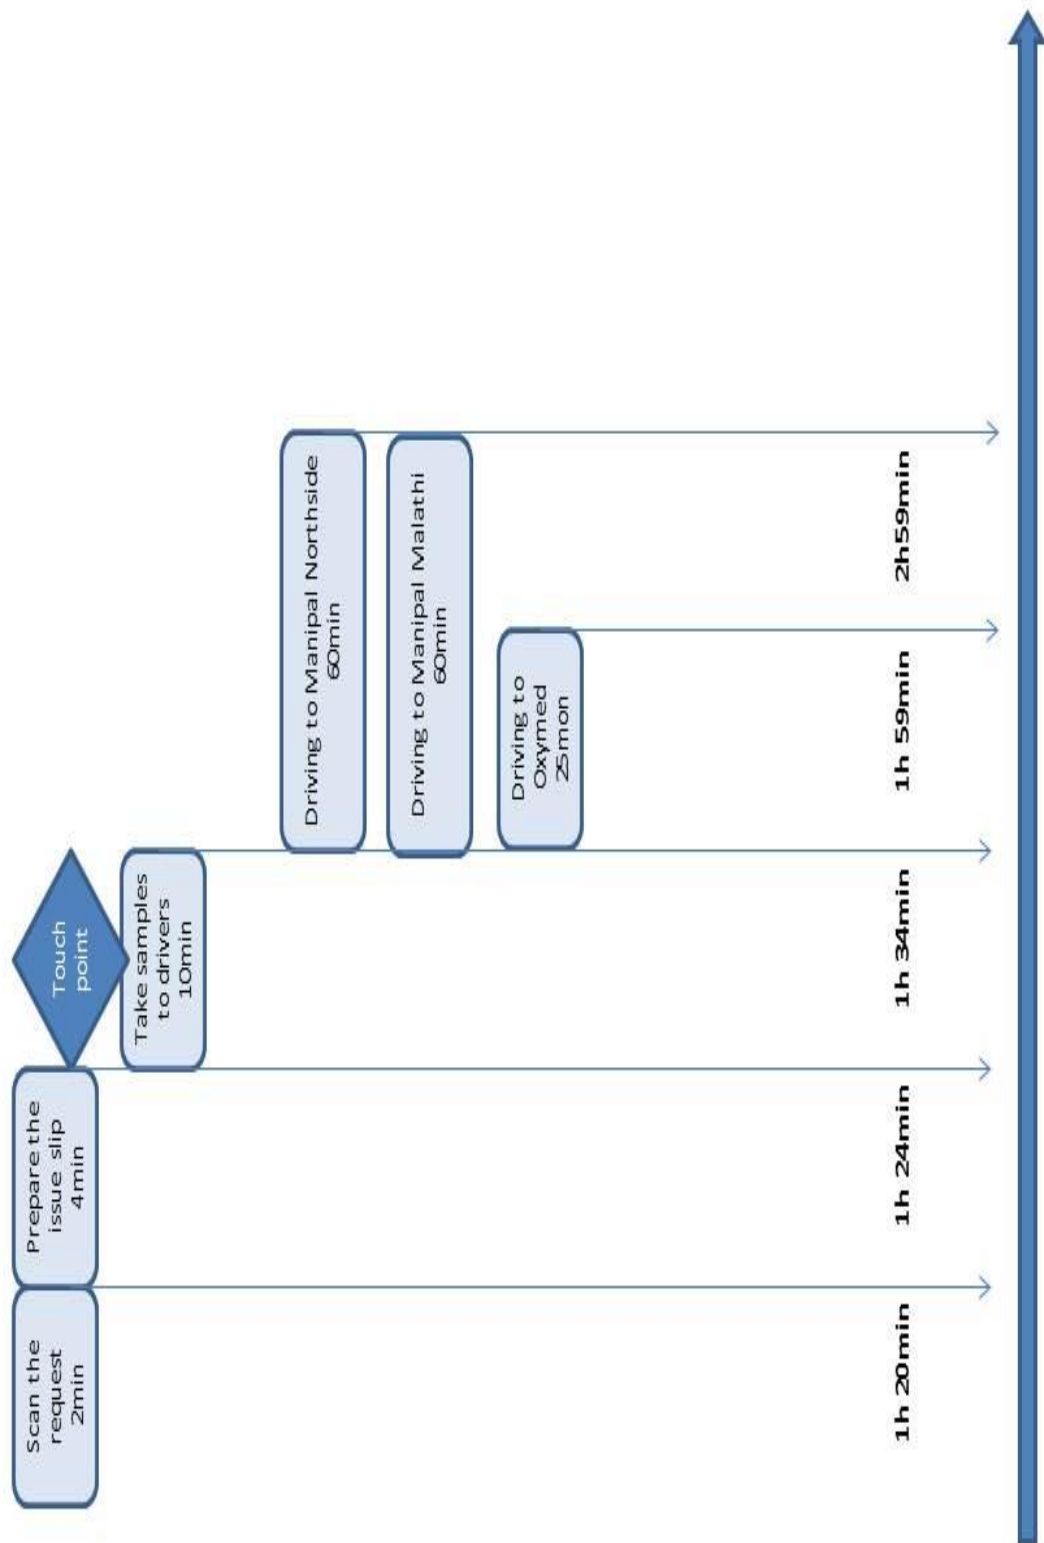 Scan the
request
2min
Prepare the
issue slip
4min
Touch
point
Take samples
to drivers
10min
Driving to Manipal Northside
60min
Driving to Manipal Malathi
60min
Driving to
Oxymed
25mon
1h 20min
1h 24min
1h 34min
1h 59min
2h59min